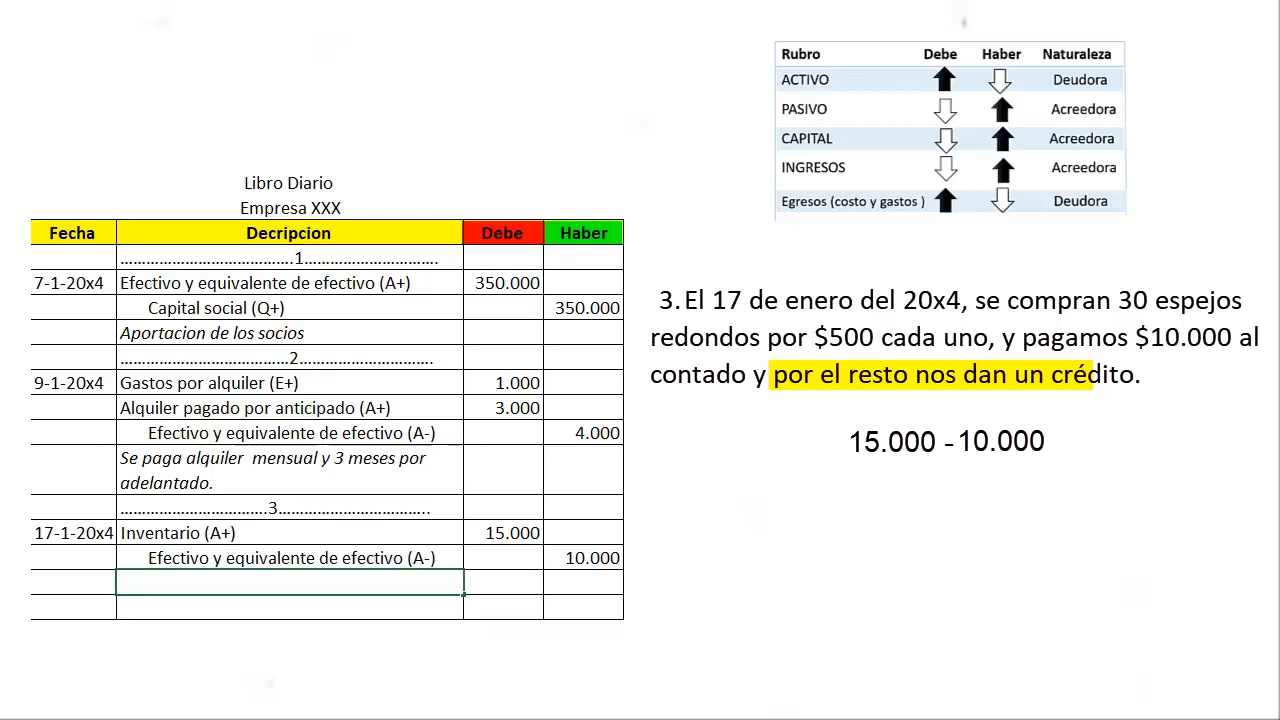 Rubro Debe Haber Naturaleza
ACTIVO Deudora
PASIVO Acreedora
CAPITAL Acreedora
INGRESOS Acreedora
Egresos (costo y gastos ) Deudora
Libro Diario
Empresa XXX
Fecha Decripcion Debe Haber
……………………………………1…………………………….
7-1-20x4 Efectivo y equivalente de efectivo (A+) 350.000
Capital social (Q+) 350.000
Aportacion de los socios
……………………………………2…………………………….
9-1-20x4 Gastos por alquiler (E+) 1.000
Alquiler pagado por anticipado (A+) 3.000
Efectivo y equivalente de efectivo (A-) 4.000
Se paga alquiler mensual y 3 meses por
adelantado.
………………………………3………………………………..
17-1-20x4 Inventario (A+) 15.000
Efectivo y equivalente de efectivo (A-) 10.000
3. El 17 de enero del 20x4, se compran 30 espejos
redondos por $500 cada uno, y pagamos $10.000 al
contado y por el resto nos dan un crédito.
15.000 - 10.000